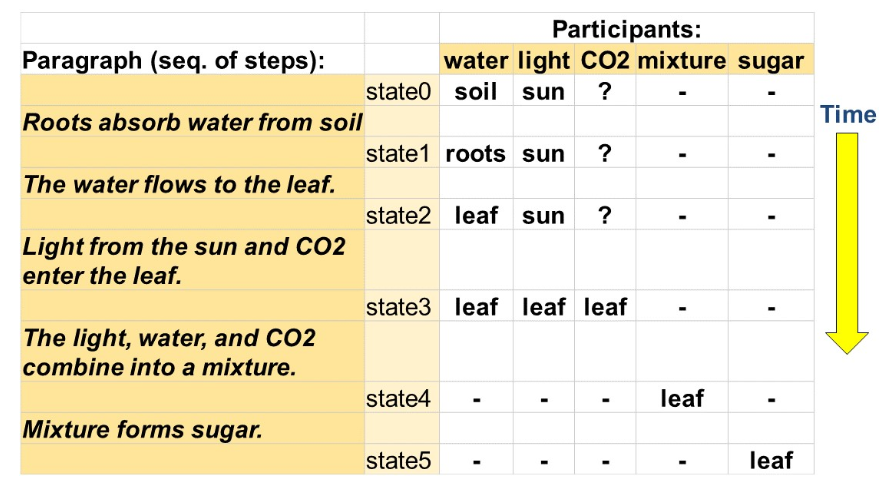 Participants:
Paragraph (seq. of steps): water light CO2 mixture sugar
state0 soil sun ? - -
Time
Roots absorb water from soil
state1 roots sun ? - -
The water flows to the leaf.
state2 leaf sun ? - -
Light from the sun and CO2
enter the leaf.
state3 leaf leaf leaf - -
The light, water, and CO2
combine into a mixture.
state4 - - - leaf -
Mixture forms sugar.
state5 - - - - leaf